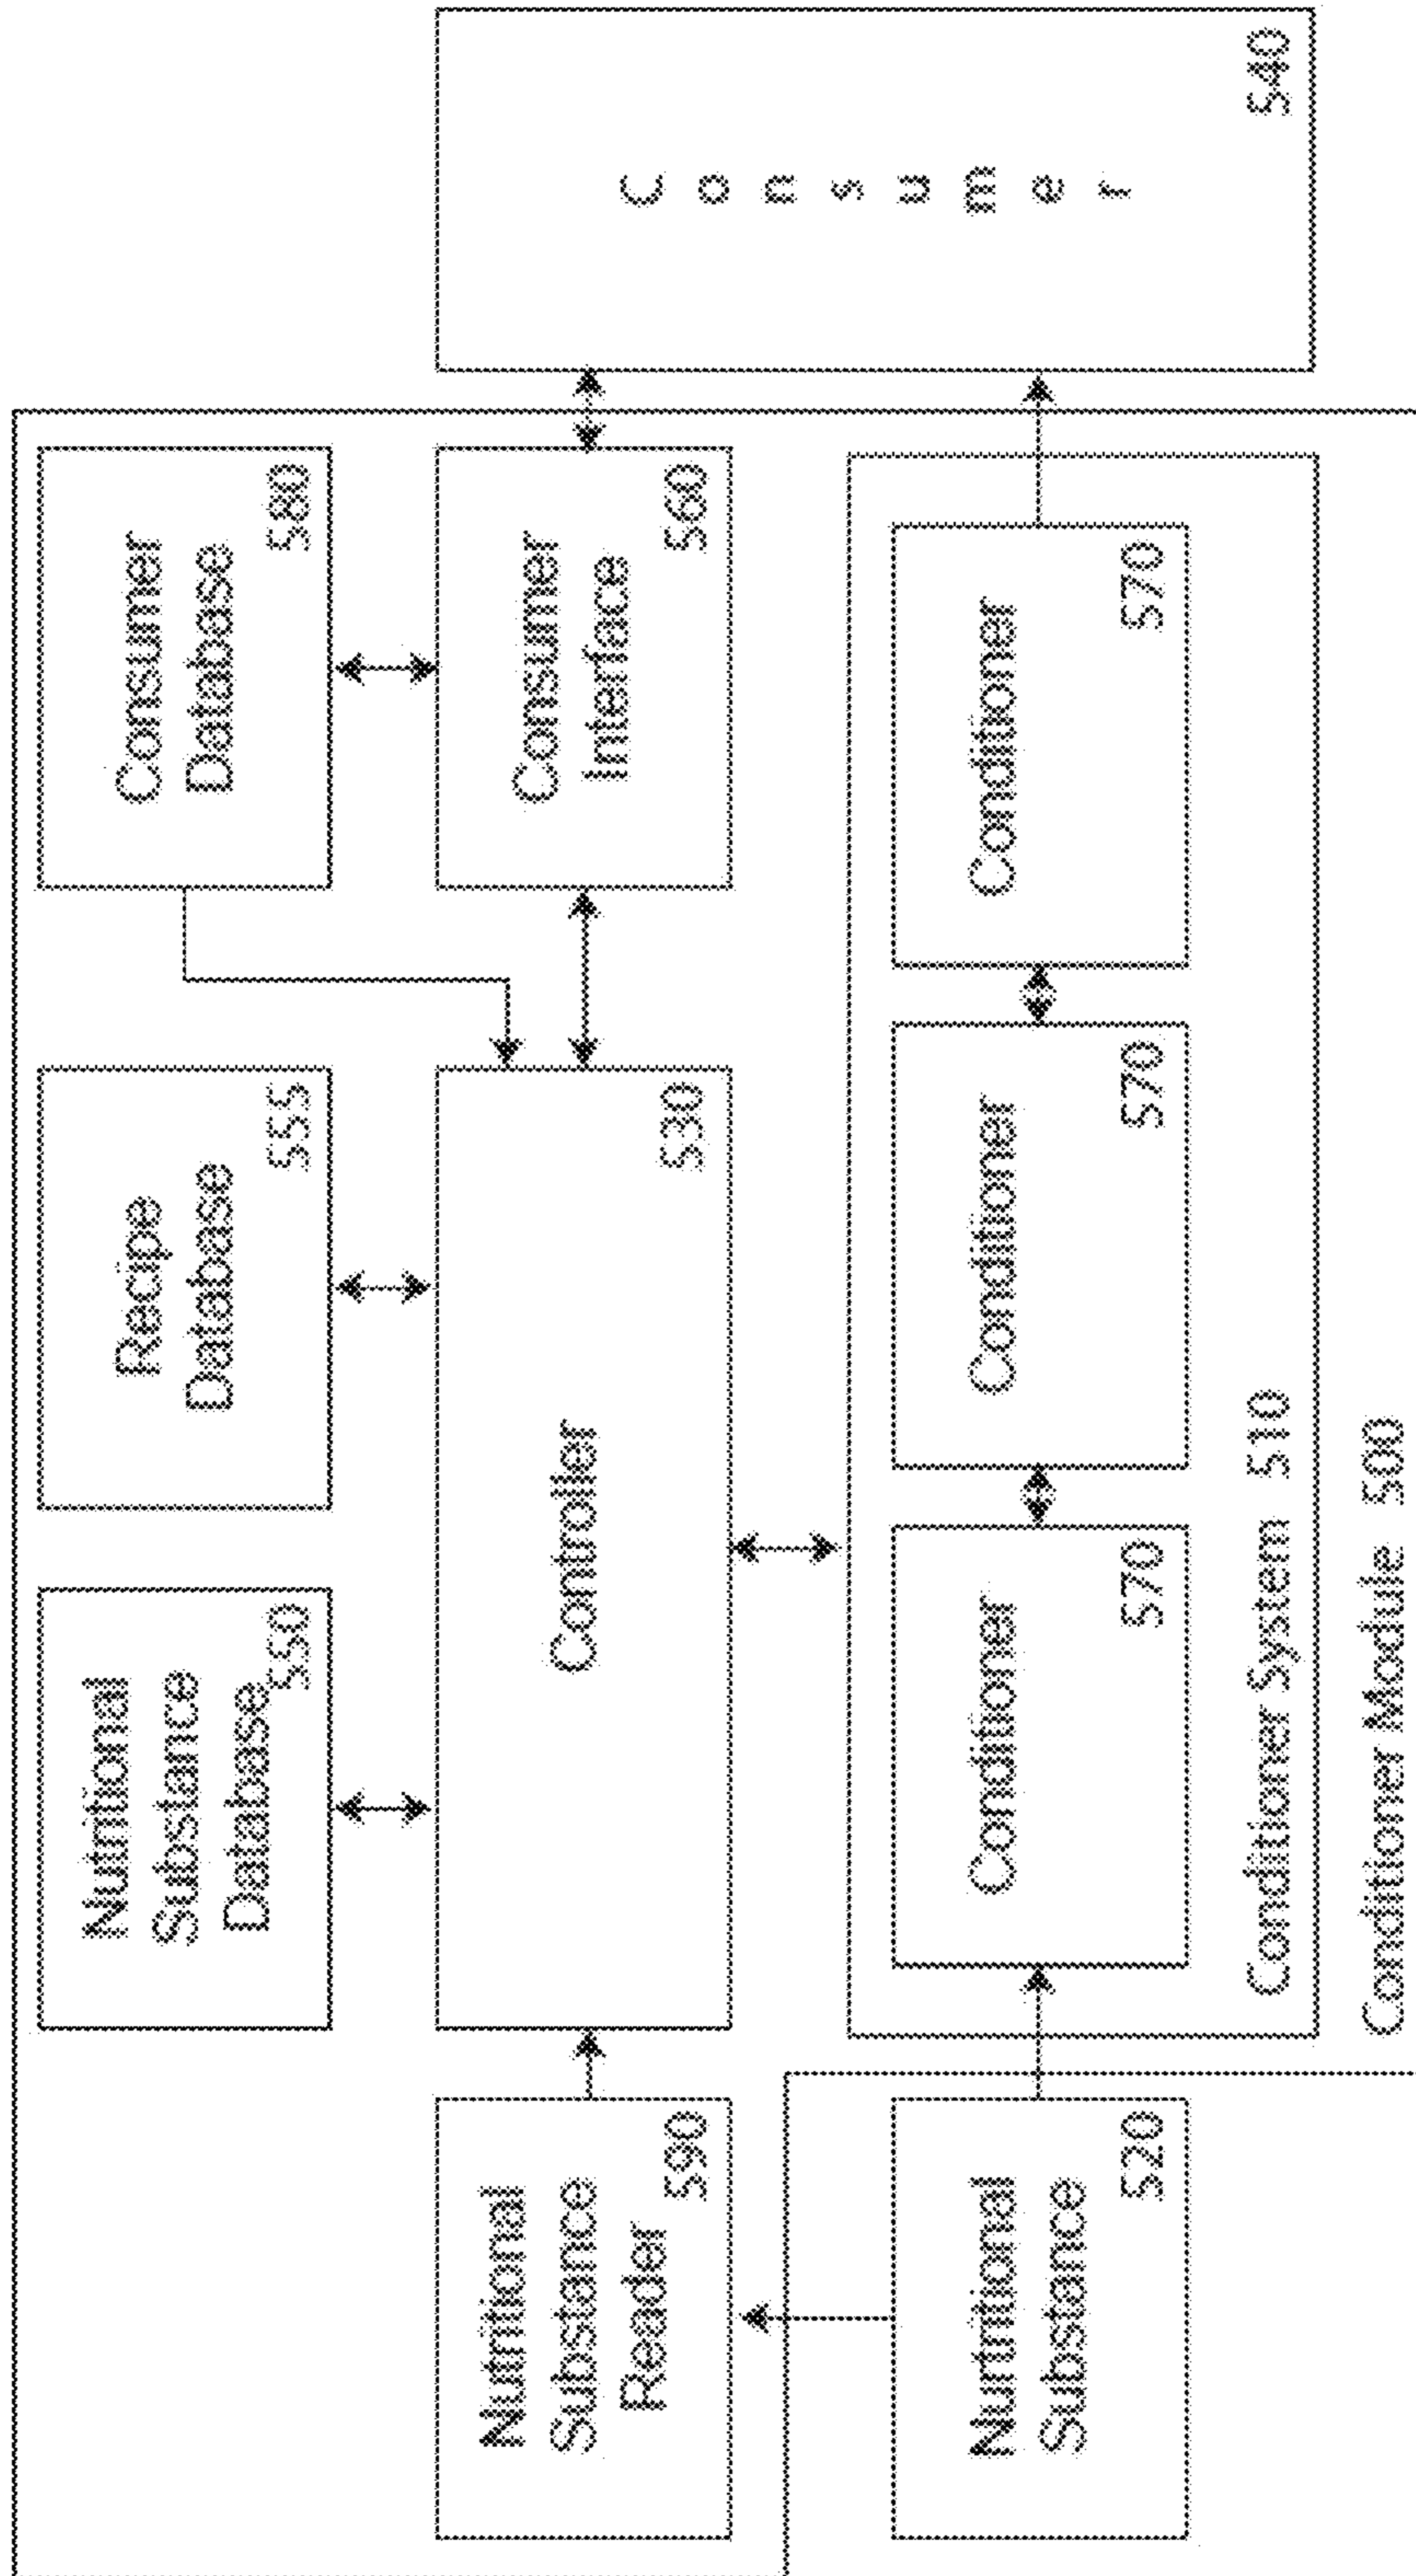 Nutritional
Substance
Database
550
Recipe
Database
555
Consumer
Database
580
Nutritional
Substance
Reader
590
Controller
530
Consumer
Interface
560
Consumer
540
Nurtritional
Substance
520
Conditioner
570
Conditioner
570
Conditioner
570
Conditioner System 510
Conditioner Module 500